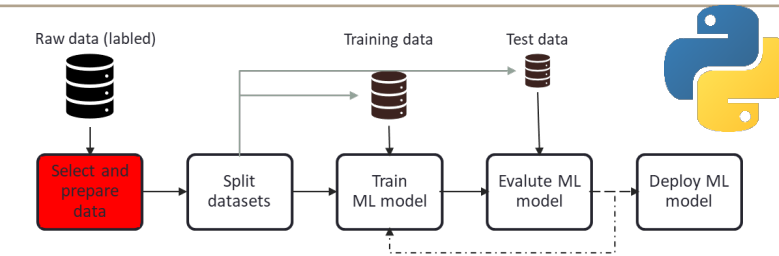 Raw data (labled)
Training data
Test data
Select and
prepare
data
Split
datasets
Train
ML model
Evalute ML
model
Deploy ML
model